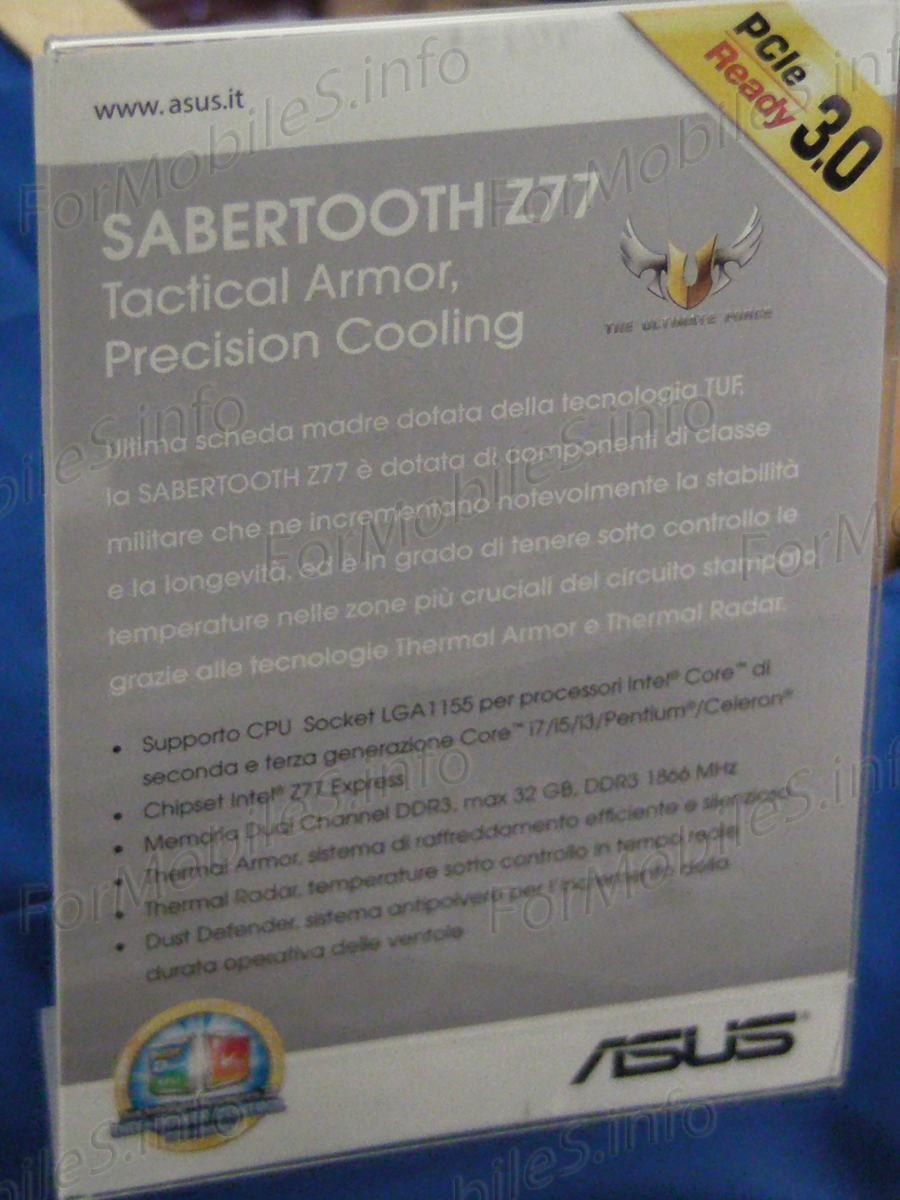 www.asus.it
PCIe
Ready
3.0
SABERTOOTH Z77
Tactical Armor,
Precision Cooling
THE ULTIMATE FORCE
Ultima scheda madre dotata della tecnologia TUF,
la SABERTOOTH Z77 è dotata di componenti di classe
militare che ne incrementano notevolmente la stabilità
e la longevità, ed è in grado di tenere sotto controllo le
temperature nelle zone più cruciali del circuito stampato
grazie alle tecnologie Thermal Armor e Thermal Radar.
• Supporto CPU Socket LGA1155 per processori Intel® Core™ di
seconda e terza generazione Core™ i7/i5/i3/Pentium®/Celeron®
• Chipset Intel® Z77 Express
• Memoria Dual Channel DDR3, max 32 GB, DDR3 1866 MHz
• Thermal Armor, sistema di raffreddamento efficiente e silenzioso
• Thermal Radar, temperature sotto controllo in tempo reale
• Dust Defender, sistema antipolvere per l'incremento della
durata operativa delle ventole
ASUS
ForMobileS.info